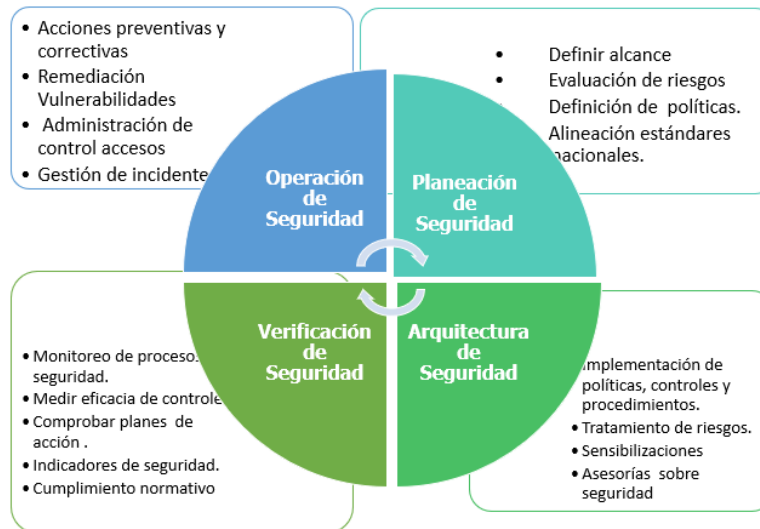 • Acciones preventivas y
correctivas
• Remediación
Vulnerabilidades
• Administración de
control accesos
• Gestión de incidente
• Definir alcance
• Evaluación de riesgos
Definición de políticas.
Alineación estándares
nacionales.
Operación
de
Seguridad
Planeación
de
Seguridad
Verificación
de
Seguridad
Arquitectura
de
Seguridad
• Monitoreo de proceso.
seguridad.
• Medir eficacia de controle
• Comprobar planes de
acción .
• Indicadores de seguridad.
• Cumplimiento normativo
Implementación de
políticas, controles y
procedimientos.
• Tratamiento de riesgos.
• Sensibilizaciones
• Asesorías sobre
seguridad